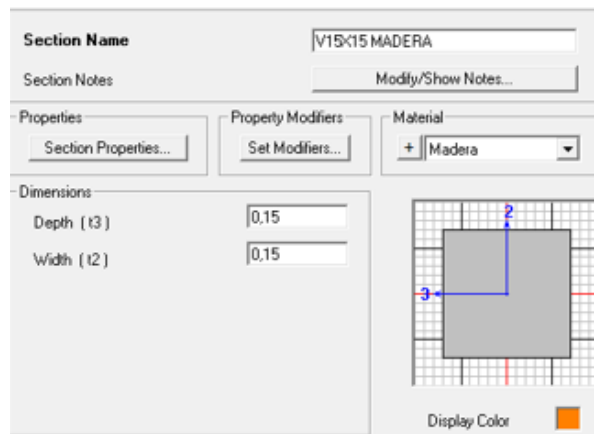 Section Name V15X15 MADERA
Section Notes Modify/Show Notes...
Properties Property Modifiers Material
Section Properties... Set Modifiers... + Madera
Dimensions
Depth ( t3 ) 0,15
Width ( t2 ) 0,15
2
3
Display Color